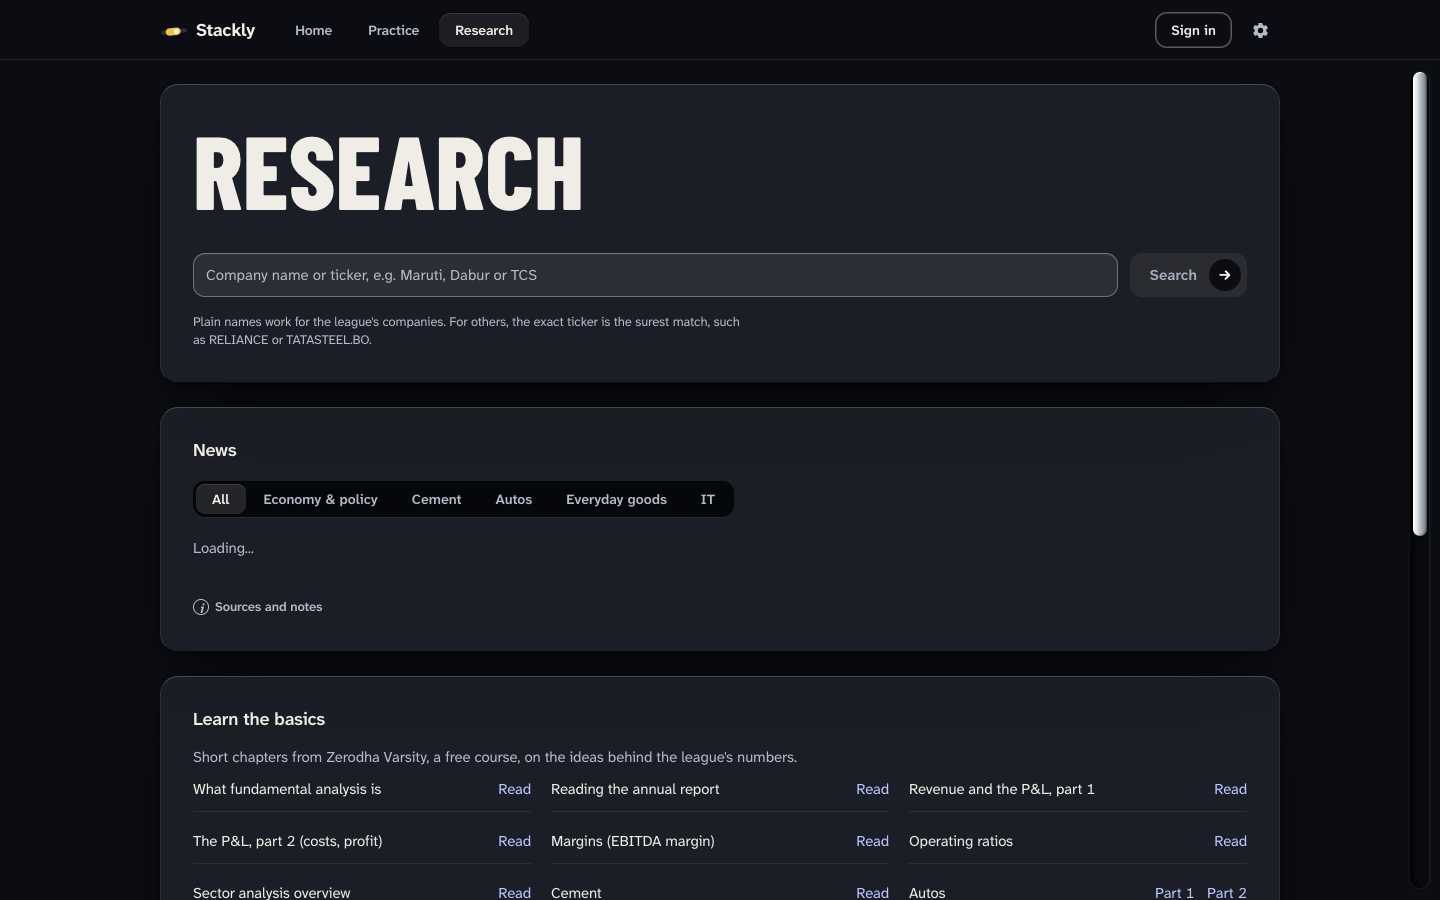 Stackly Home Practice Research Sign in
RESEARCH
Company name or ticker, e.g. Maruti, Dabur or TCS Search
Plain names work for the league's companies. For others, the exact ticker is the surest match, such
as RELIANCE or TATASTEEL.BO.
News
All Economy & policy Cement Autos Everyday goods IT
Loading...
Sources and notes
Learn the basics
Short chapters from Zerodha Varsity, a free course, on the ideas behind the league's numbers.
What fundamental analysis is Read Reading the annual report Read Revenue and the P&L, part 1 Read
The P&L, part 2 (costs, profit) Read Margins (EBITDA margin) Read Operating ratios Read
Sector analysis overview Read Cement Read Autos Part 1 Part 2